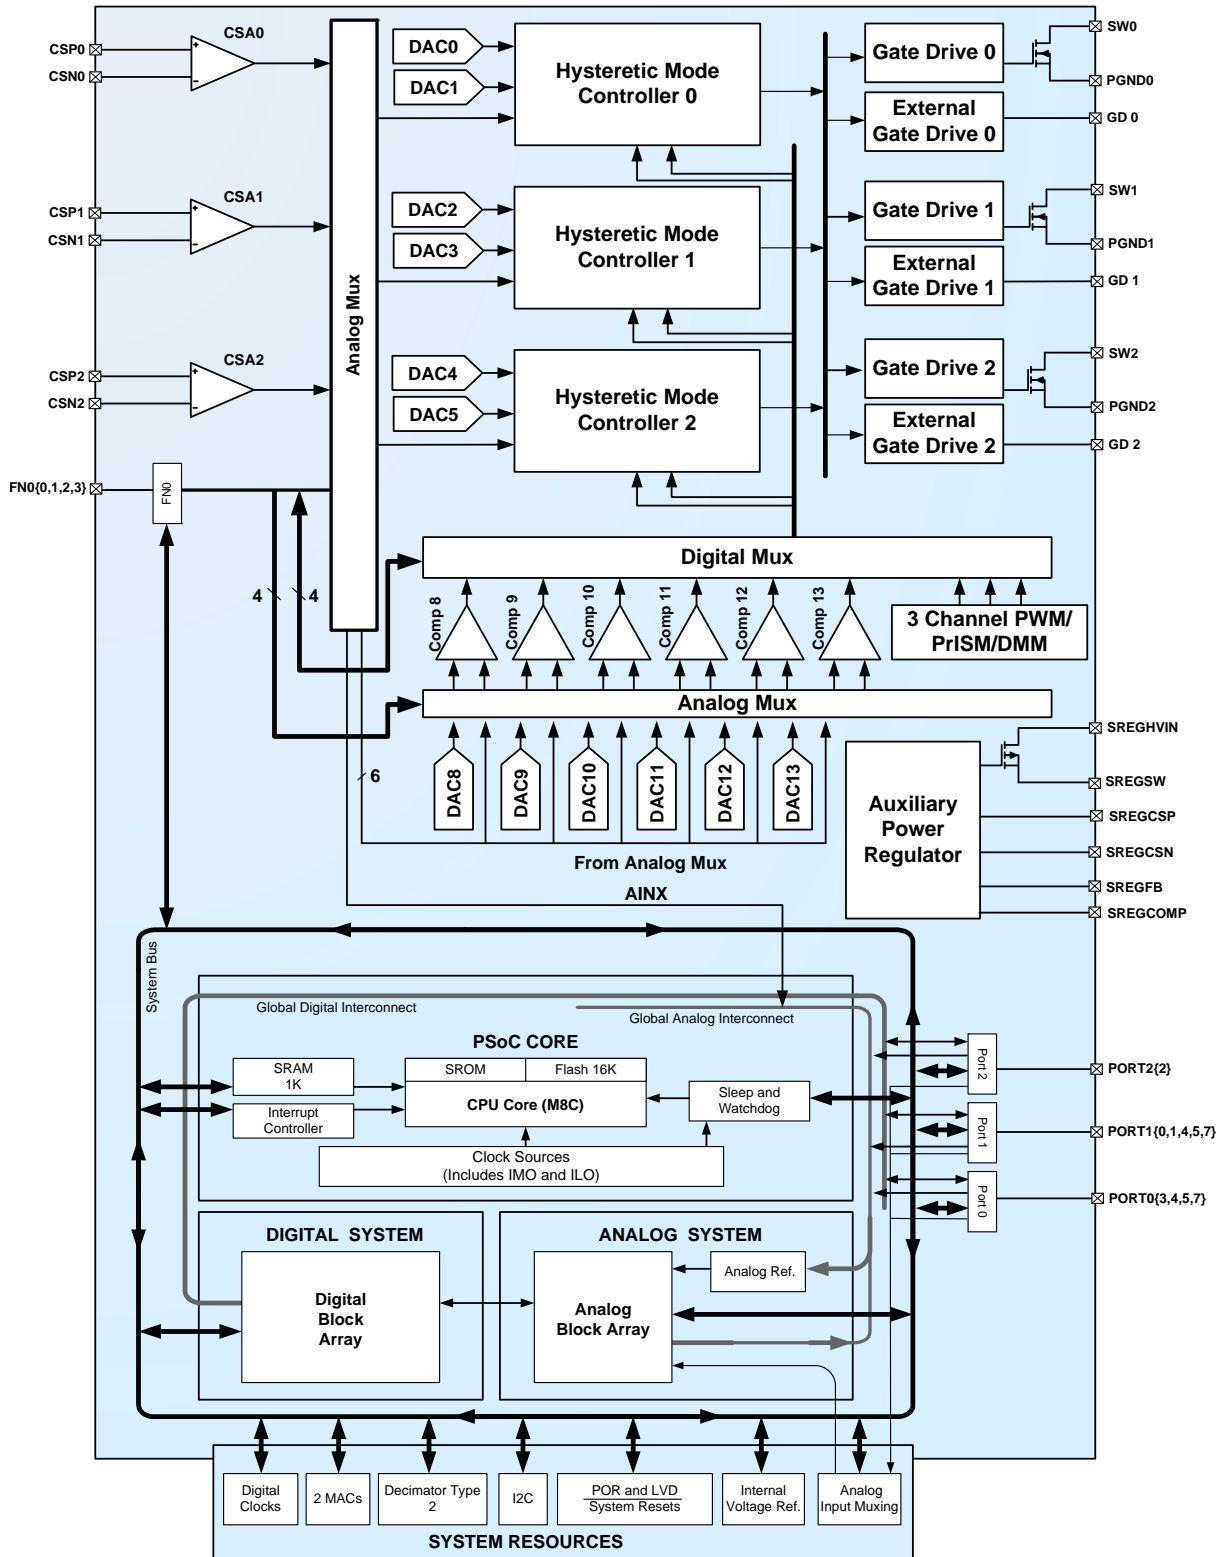 CSP0
CSN0
CSA0
CSP1
CSN1
CSA1
CSP2
CSN2
CSA2
FN0{0,1,2,3}
FN0
Analog Mux
DAC0
DAC1
Hysteretic Mode
Controller 0
DAC2
DAC3
Hysteretic Mode
Controller 1
DAC4
DAC5
Hysteretic Mode
Controller 2
Gate Drive 0
External
Gate Drive 0
Gate Drive 1
External
Gate Drive 1
Gate Drive 2
External
Gate Drive 2
SW0
PGND0
GD 0
SW1
PGND1
GD 1
SW2
PGND2
GD 2
+
-
+
-
+
-
4
4
Digital Mux
Comp 8
Comp 9
Comp 10
Comp 11
Comp 12
Comp 13
3 Channel PWM/
PrISM/DMM
Analog Mux
6
DAC8
DAC9
DAC10
DAC11
DAC12
DAC13
From Analog Mux
AINX
Auxiliary
Power
Regulator
SREGHVIN
SREGSW
SREGCSP
SREGCSN
SREGFB
SREGCOMP
System Bus
Global Digital Interconnect
Global Analog Interconnect
PSoC CORE
SRAM
1K
Interrupt
Controller
SROM
Flash 16K
CPU Core (M8C)
Sleep and
Watchdog
Clock Sources
(Includes IMO and ILO)
Port 2
Port 1
Port 0
PORT2{2}
PORT1{0,1,4,5,7}
PORT0{3,4,5,7}
DIGITAL SYSTEM
Digital
Block
Array
ANALOG SYSTEM
Analog Ref.
Analog
Block Array
Digital
Clocks
2 MACs
Decimator Type
2
I2C
POR and LVD
System Resets
Internal
Voltage Ref.
Analog
Input Muxing
SYSTEM RESOURCES